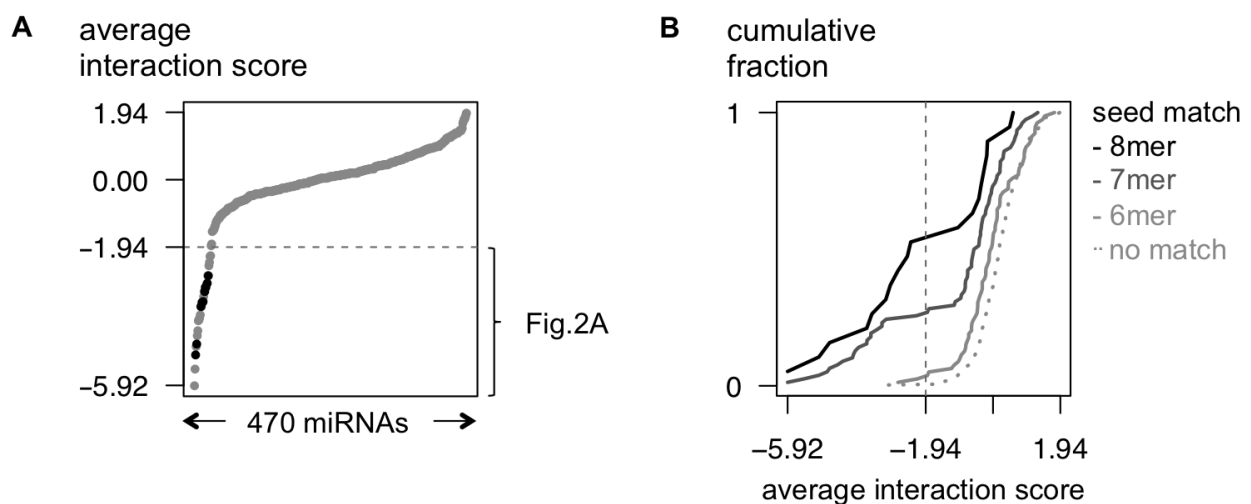 A
average
interaction score
1.94
0.00
−1.94
−5.92
Fig.2A
470 miRNAs
B
cumulative
fraction
1
0
seed match
- 8mer
- 7mer
- 6mer
·· no match
−5.92
−1.94
1.94
average interaction score